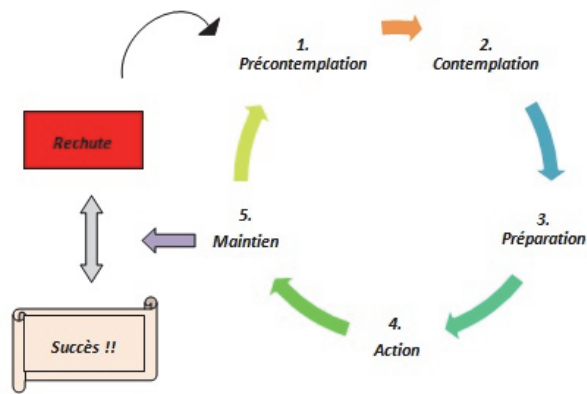 1.
Précontemplation
2.
Contemplation
Rechute
3.
Préparation
5.
Maintien
4.
Action
Succès !!